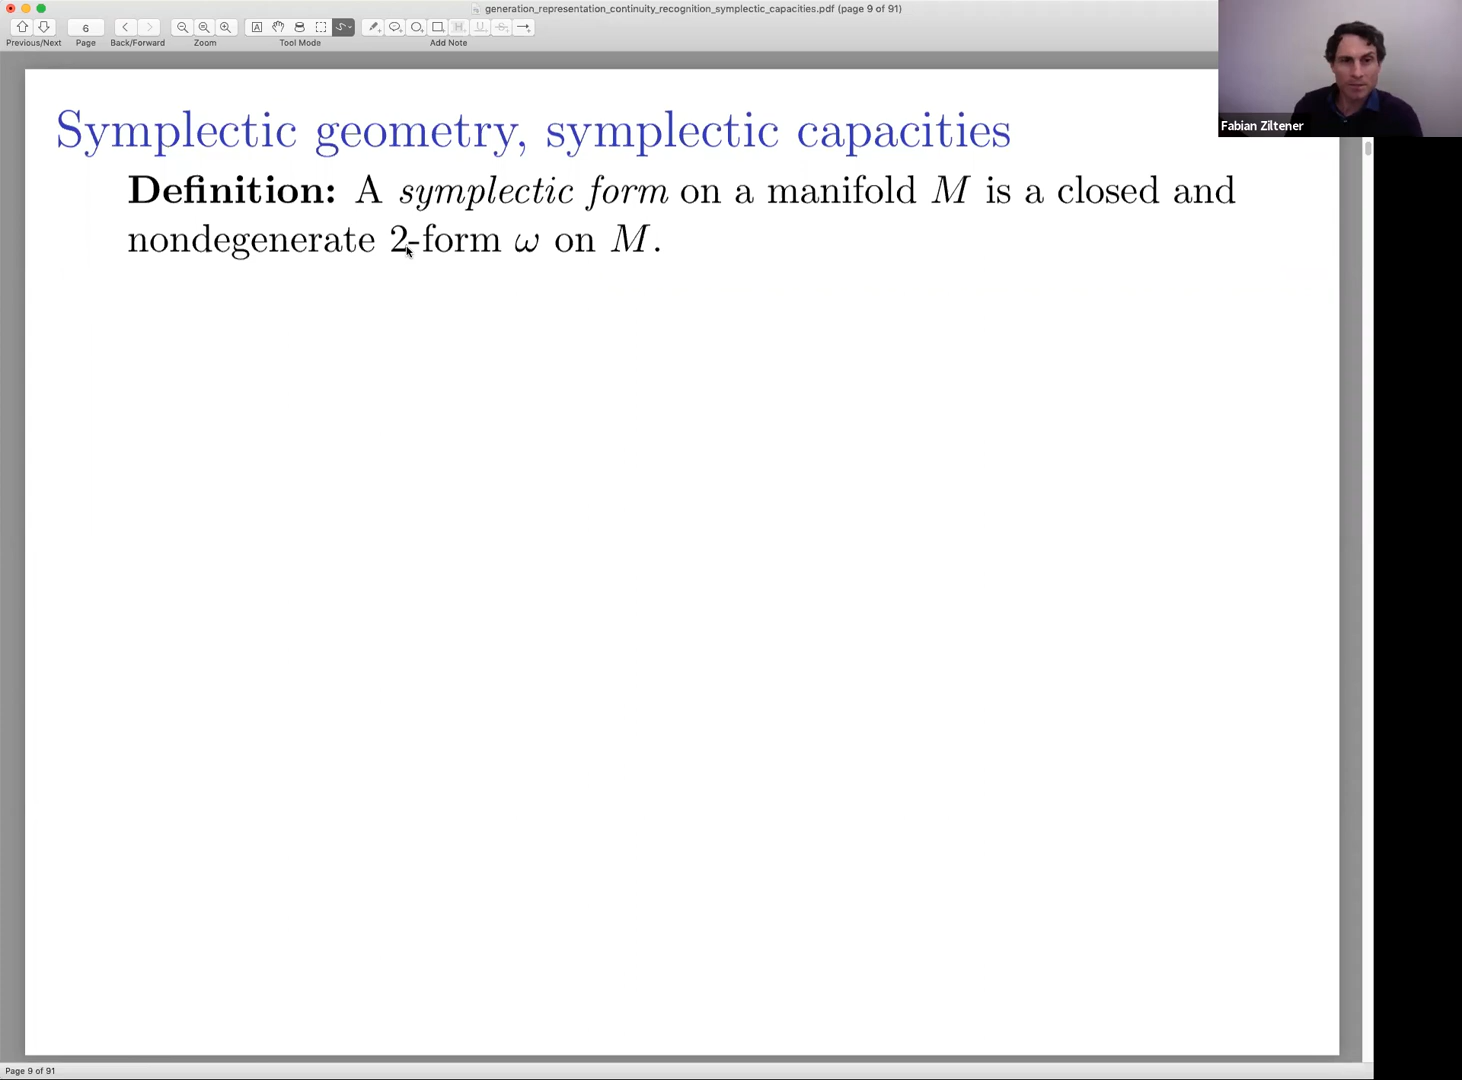 generation_representation_continuity_recognition_symplectic_capacities.pdf (page 9 of 91)
6
Previous/Next Page Back/Forward Zoom Tool Mode Add Note
Fabian Ziltener
Symplectic geometry, symplectic capacities
Definition: A symplectic form on a manifold M is a closed and
nondegenerate 2-form ω on M.
Page 9 of 91